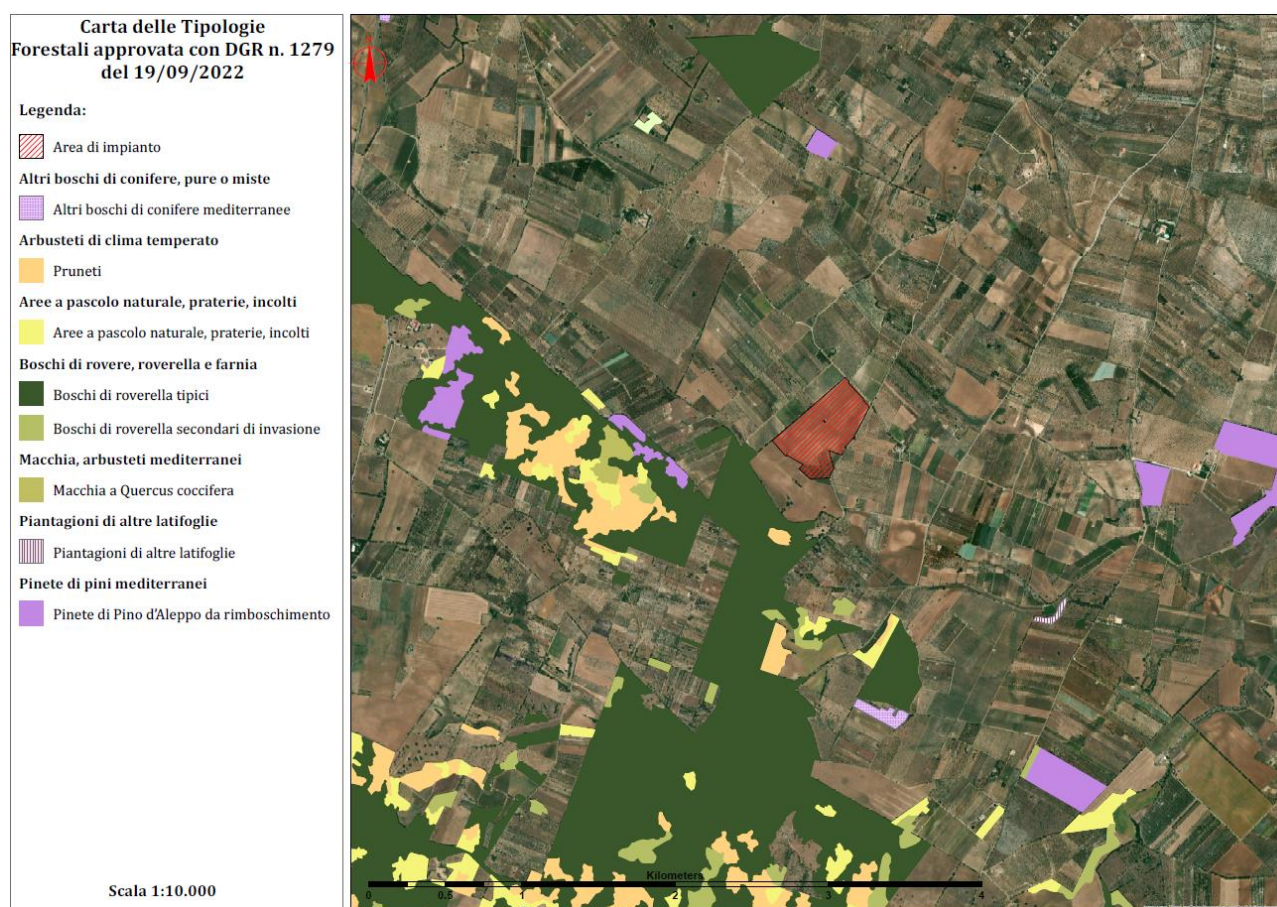 Carta delle Tipologie
Forestali approvata con DGR n. 1279
del 19/09/2022
Legenda:
Area di impianto
Altri boschi di conifere, pure o miste
Altri boschi di conifere mediterranee
Arbusteti di clima temperato
Pruneti
Aree a pascolo naturale, praterie, incolti
Aree a pascolo naturale, praterie, incolti
Boschi di rovere, roverella e farnia
Boschi di roverella tipici
Boschi di roverella secondari di invasione
Macchia, arbusteti mediterranei
Macchia a Quercus coccifera
Piantagioni di altre latifoglie
Piantagioni di altre latifoglie
Pinete di pini mediterranei
Pinete di Pino d'Aleppo da rimboschimento
Scala 1:10.000
Kilometers
0 0.5 1 2 3 4